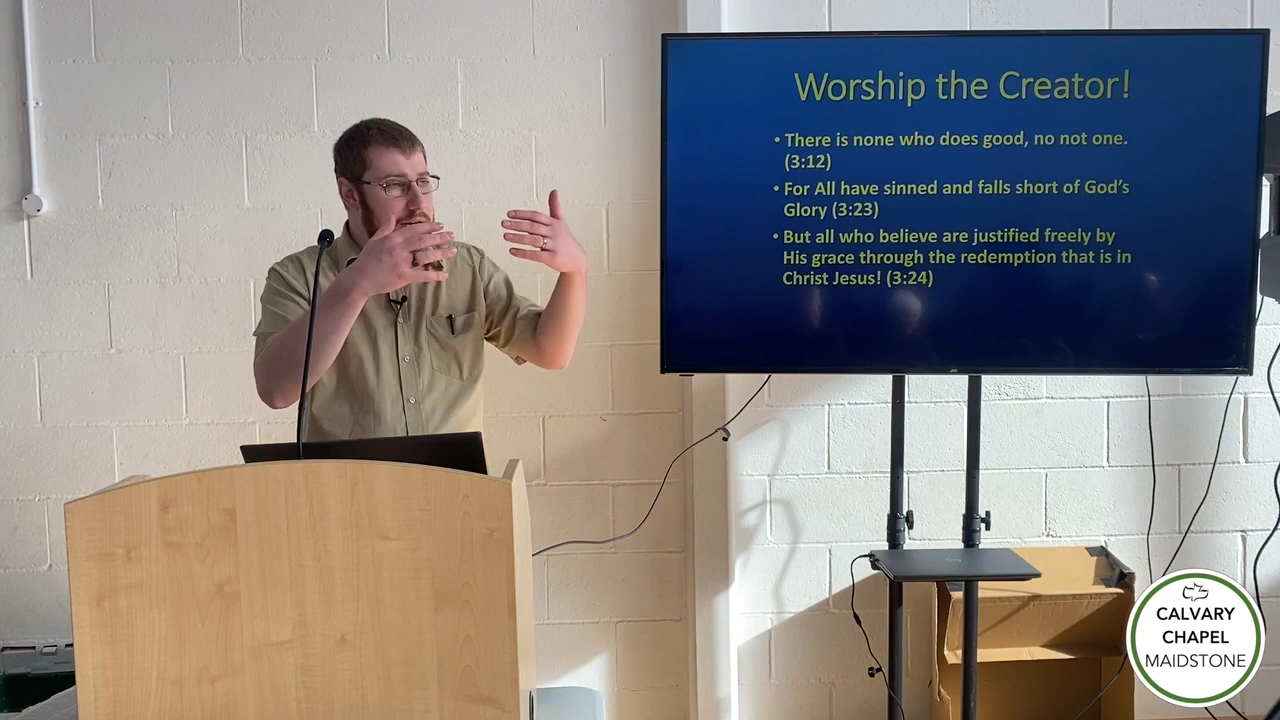 Worship the Creator!
• There is none who does good, no not one.
(3:12)
• For All have sinned and falls short of God's
Glory (3:23)
• But all who believe are justified freely by
His grace through the redemption that is in
Christ Jesus! (3:24)
JVC
CALVARY
CHAPEL
MAIDSTONE